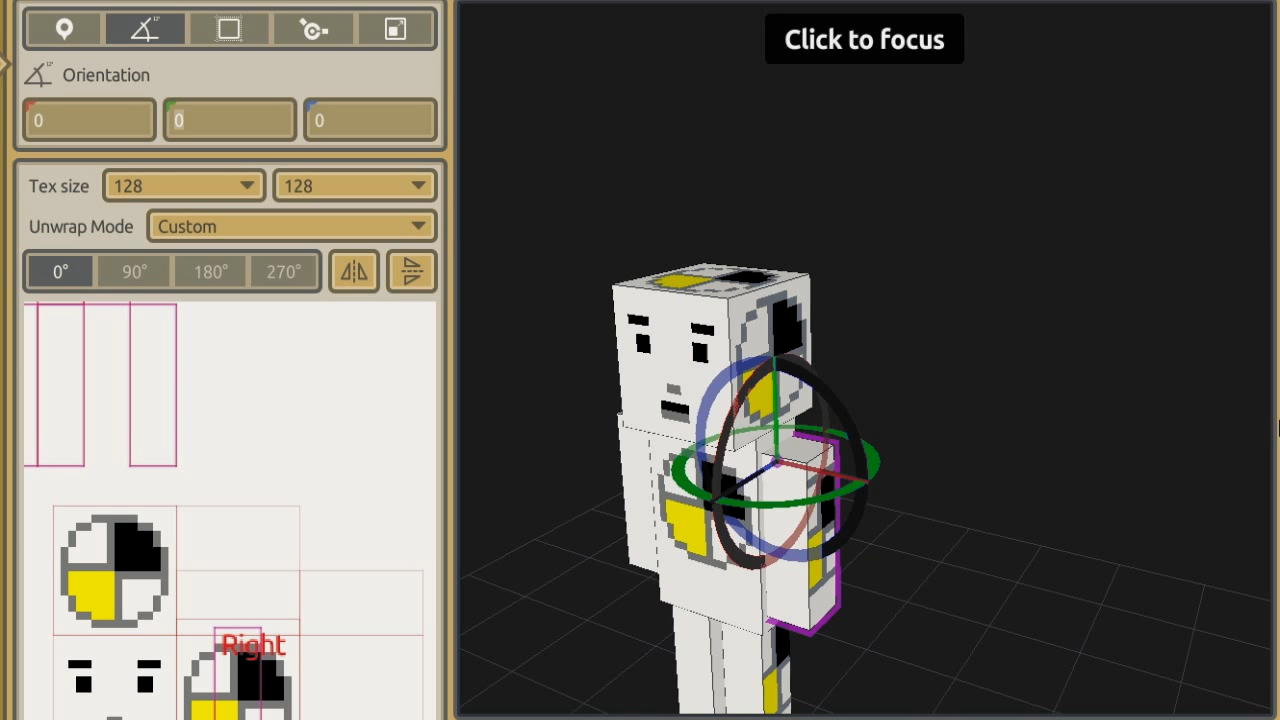 Click to focus
Orientation
0 0 0
Tex size 128 128
Unwrap Mode Custom
0° 90° 180° 270°
Right